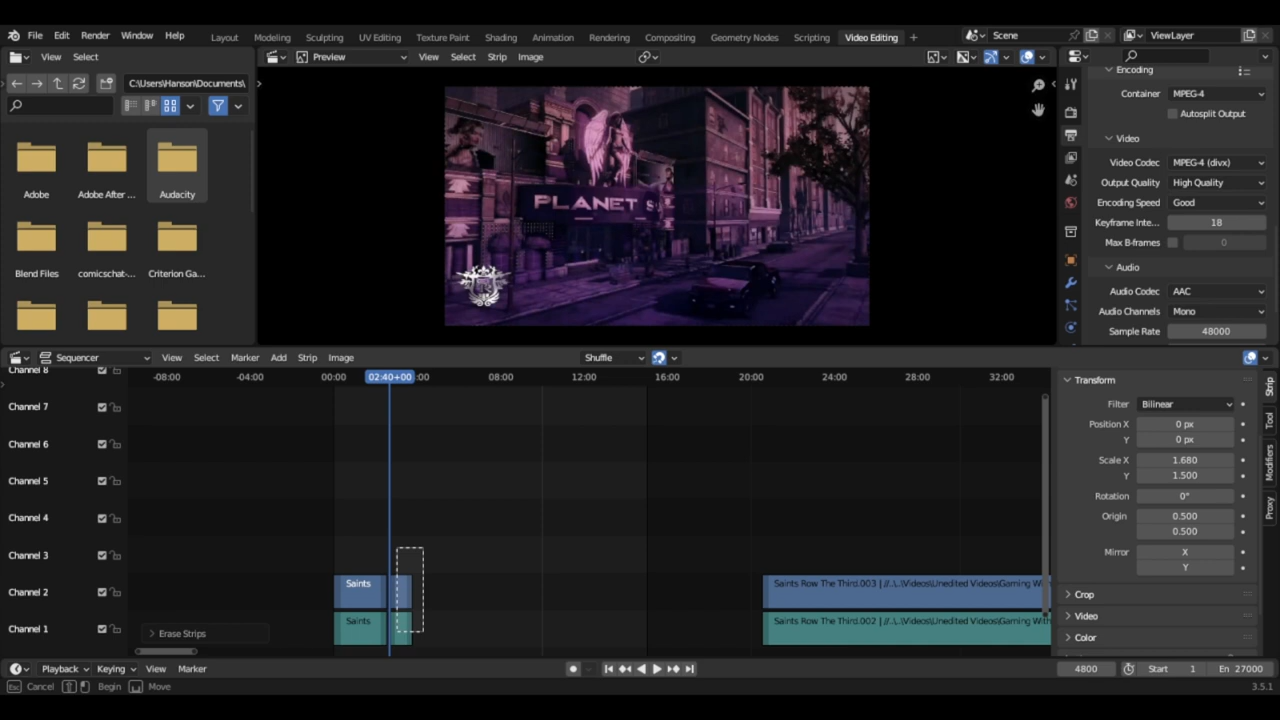 File Edit Render Window Help Layout Modeling Sculpting UV Editing Texture Paint Shading Animation Rendering Compositing Geometry Nodes Scripting Video Editing + Scene ViewLayer
View Select Preview View Select Strip Image
C:\Users\Hanson\Documents\
Adobe Adobe After ... Audacity
Blend Files comicschat-... Criterion Ga...
PLANET S
Encoding
Container MPEG-4
Autosplit Output
Video
Video Codec MPEG-4 (divx)
Output Quality High Quality
Encoding Speed Good
Keyframe Inte... 18
Max B-frames 0
Audio
Audio Codec AAC
Audio Channels Mono
Sample Rate 48000
Sequencer View Select Marker Add Strip Image Shuffle
-08:00 -04:00 00:00 02:40+00 :00 08:00 12:00 16:00 20:00 24:00 28:00 32:00
Channel 8
Channel 7
Channel 6
Channel 5
Channel 4
Channel 3
Channel 2
Channel 1
Saints Saints Row The Third.003 | //..\..\Videos\Unedited Videos\Gaming With
Saints Saints Row The Third.002 | //..\..\Videos\Unedited Videos\Gaming With
Erase Strips
Transform
Filter Bilinear
Position X 0 px
Y 0 px
Scale X 1.680
Y 1.500
Rotation 0°
Origin 0.500
0.500
Mirror X
Y
Crop
Video
Color
Strip
Tool
Modifiers
Proxy
Playback Keying View Marker 4800 Start 1 En 27000
Esc Cancel Begin Move 3.5.1